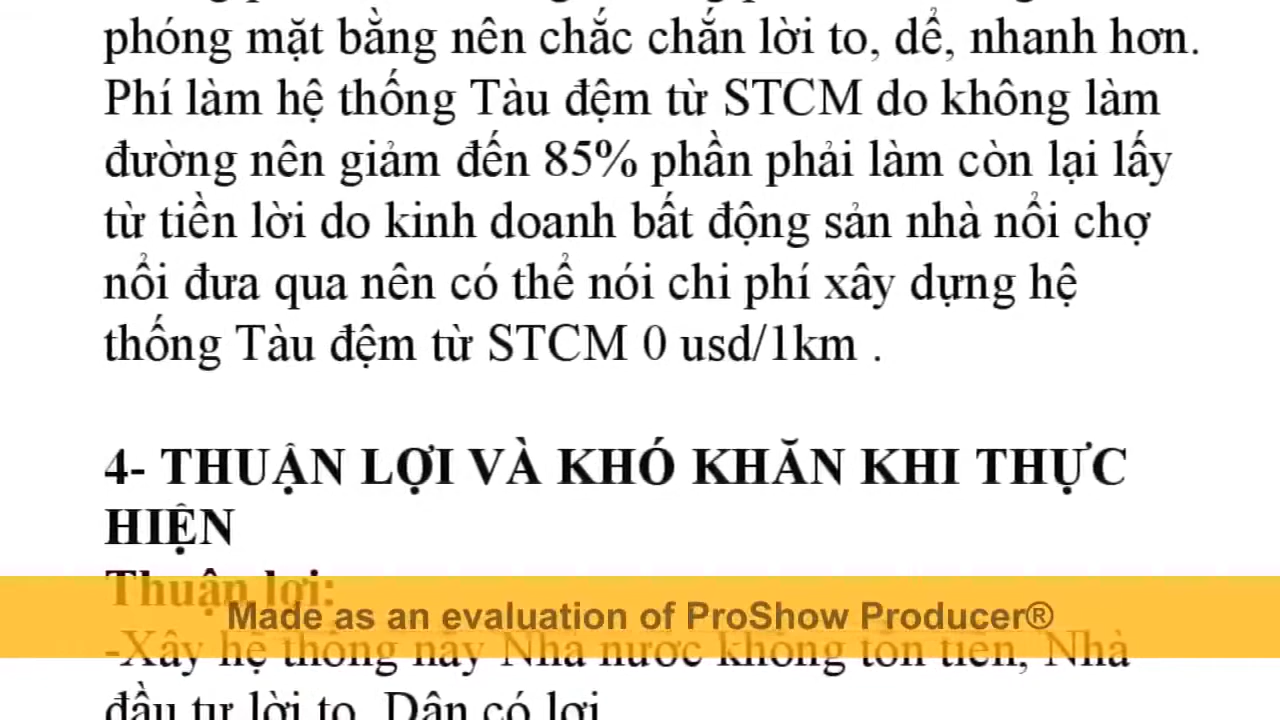 phóng mặt bằng nên chắc chắn lời to, dể, nhanh hơn.
Phí làm hệ thống Tàu đệm từ STCM do không làm
đường nên giảm đến 85% phần phải làm còn lại lấy
từ tiền lời do kinh doanh bất động sản nhà nổi chợ
nổi đưa qua nên có thể nói chi phí xây dựng hệ
thống Tàu đệm từ STCM 0 usd/1km .
4- THUẬN LỢI VÀ KHÓ KHĂN KHI THỰC
HIỆN
Thuận lợi:
Made as an evaluation of ProShow Producer®
-Xây hệ thống này Nhà nước không tốn tiền, Nhà
đầu tư lời to, Dân có lợi